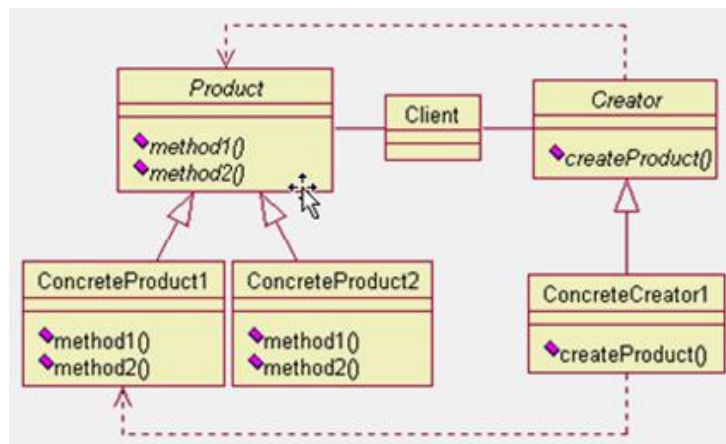 Product
method1()
method2()
Client
Creator
createProduct()
ConcreteProduct1
method1()
method2()
ConcreteProduct2
method1()
method2()
ConcreteCreator1
createProduct()